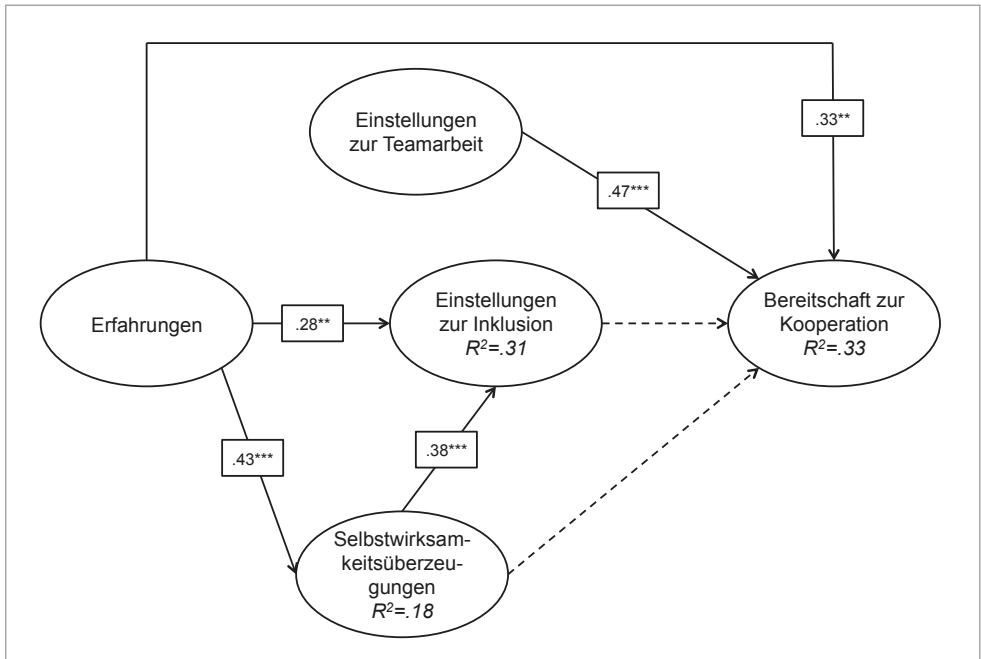 .33**
Einstellungen
zur Teamarbeit
.47***
Erfahrungen
.28**
Einstellungen
zur Inklusion
R²=.31
Bereitschaft zur
Kooperation
R²=.33
.43***
.38***
Selbstwirksam-
keitsüberzeu-
gungen
R²=.18